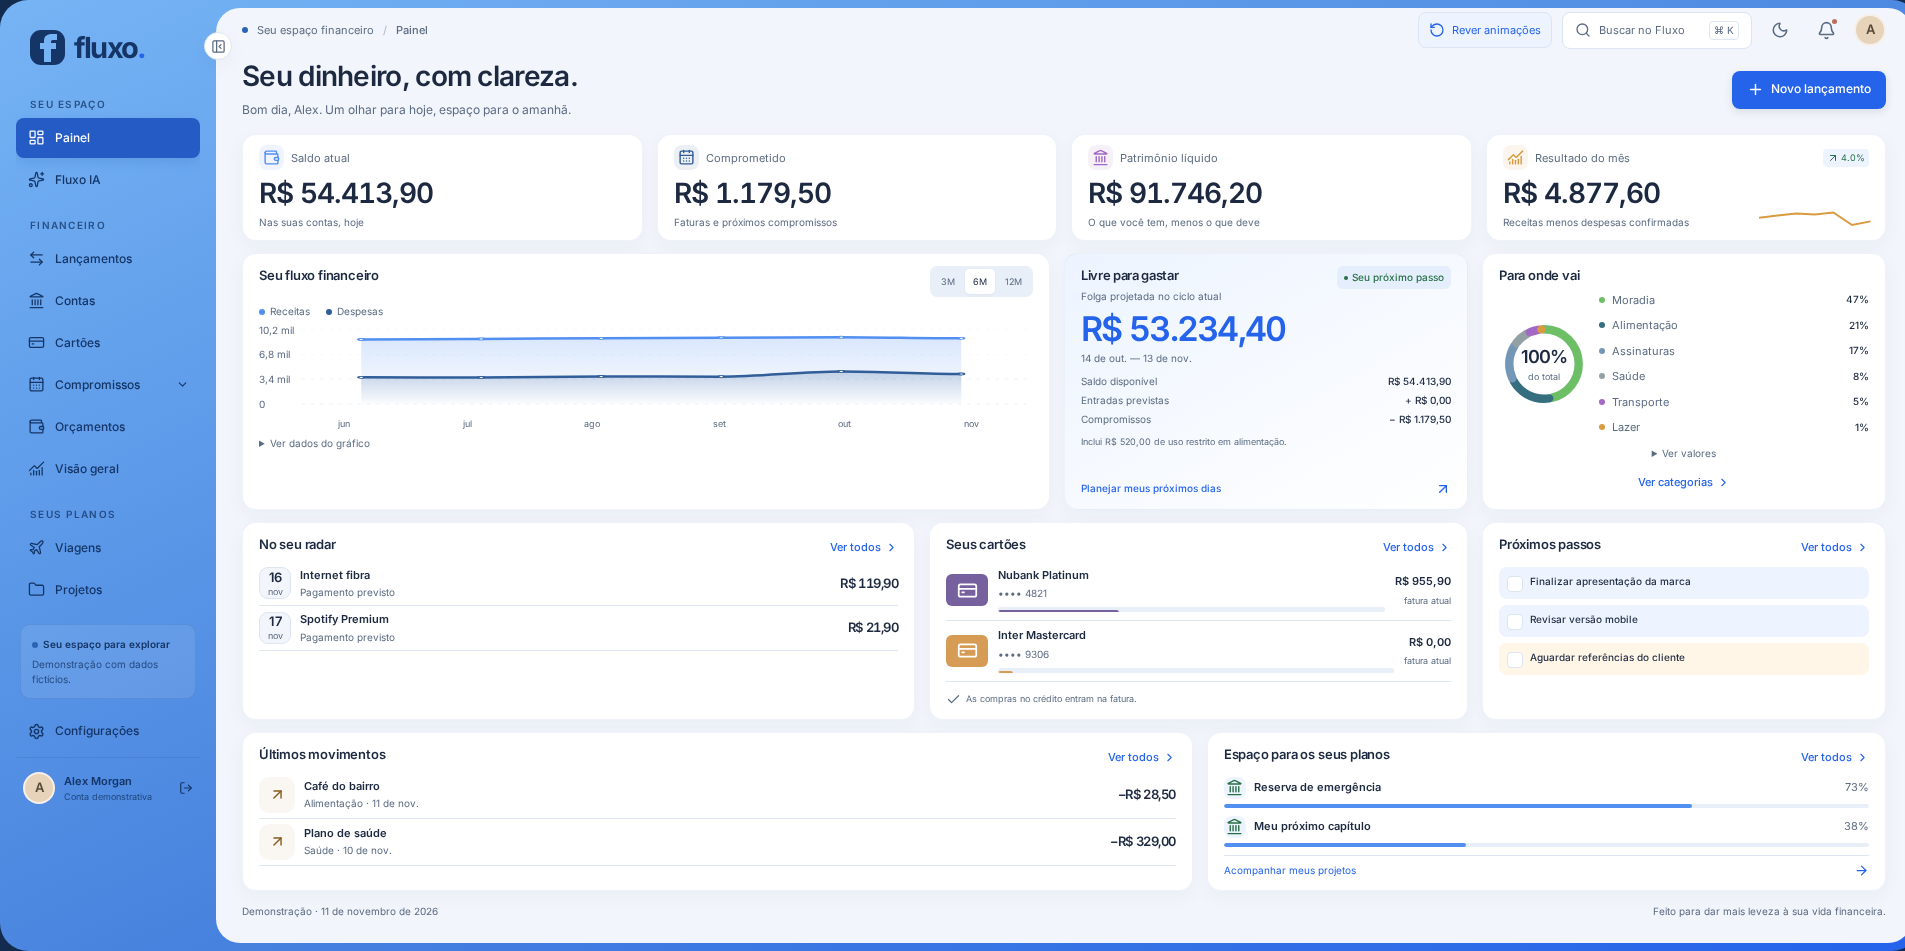 fluxo.
SEU ESPAÇO
Painel
Fluxo IA
FINANCEIRO
Lançamentos
Contas
Cartões
Compromissos
Orçamentos
Visão geral
SEUS PLANOS
Viagens
Projetos
Seu espaço para explorar
Demonstração com dados
fictícios.
Configurações
A
Alex Morgan
Conta demonstrativa
Seu espaço financeiro / Painel
Rever animações
Buscar no Fluxo ⌘ K
A
Seu dinheiro, com clareza.
Bom dia, Alex. Um olhar para hoje, espaço para o amanhã.
Novo lançamento
Saldo atual
R$ 54.413,90
Nas suas contas, hoje
Comprometido
R$ 1.179,50
Faturas e próximos compromissos
Patrimônio líquido
R$ 91.746,20
O que você tem, menos o que deve
Resultado do mês
4.0%
R$ 4.877,60
Receitas menos despesas confirmadas
Seu fluxo financeiro
3M 6M 12M
Receitas Despesas
10,2 mil
6,8 mil
3,4 mil
0
jun jul ago set out nov
Ver dados do gráfico
Livre para gastar
Seu próximo passo
Folga projetada no ciclo atual
R$ 53.234,40
14 de out. — 13 de nov.
Saldo disponível R$ 54.413,90
Entradas previstas + R$ 0,00
Compromissos − R$ 1.179,50
Inclui R$ 520,00 de uso restrito em alimentação.
Planejar meus próximos dias
Para onde vai
100%
do total
Moradia 47%
Alimentação 21%
Assinaturas 17%
Saúde 8%
Transporte 5%
Lazer 1%
Ver valores
Ver categorias
No seu radar
Ver todos
16
nov
Internet fibra
Pagamento previsto
R$ 119,90
17
nov
Spotify Premium
Pagamento previsto
R$ 21,90
Seus cartões
Ver todos
Nubank Platinum
•••• 4821
R$ 955,90
fatura atual
Inter Mastercard
•••• 9306
R$ 0,00
fatura atual
As compras no crédito entram na fatura.
Próximos passos
Ver todos
Finalizar apresentação da marca
Revisar versão mobile
Aguardar referências do cliente
Últimos movimentos
Ver todos
Café do bairro
Alimentação · 11 de nov.
−R$ 28,50
Plano de saúde
Saúde · 10 de nov.
−R$ 329,00
Espaço para os seus planos
Ver todos
Reserva de emergência 73%
Meu próximo capítulo 38%
Acompanhar meus projetos
Demonstração · 11 de novembro de 2026
Feito para dar mais leveza à sua vida financeira.